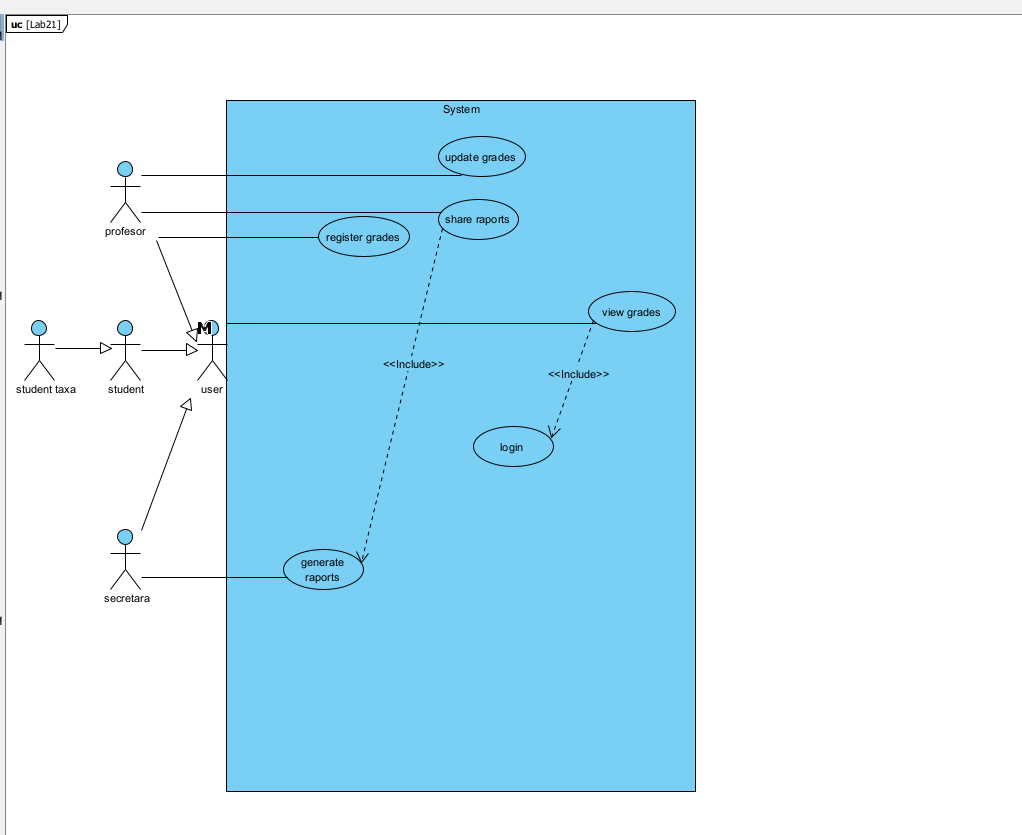 uc [Lab21]
System
update grades
share raports
profesor
register grades
M
view grades
<<Include>>
<<Include>>
student taxa
student
user
login
generate
raports
secretara